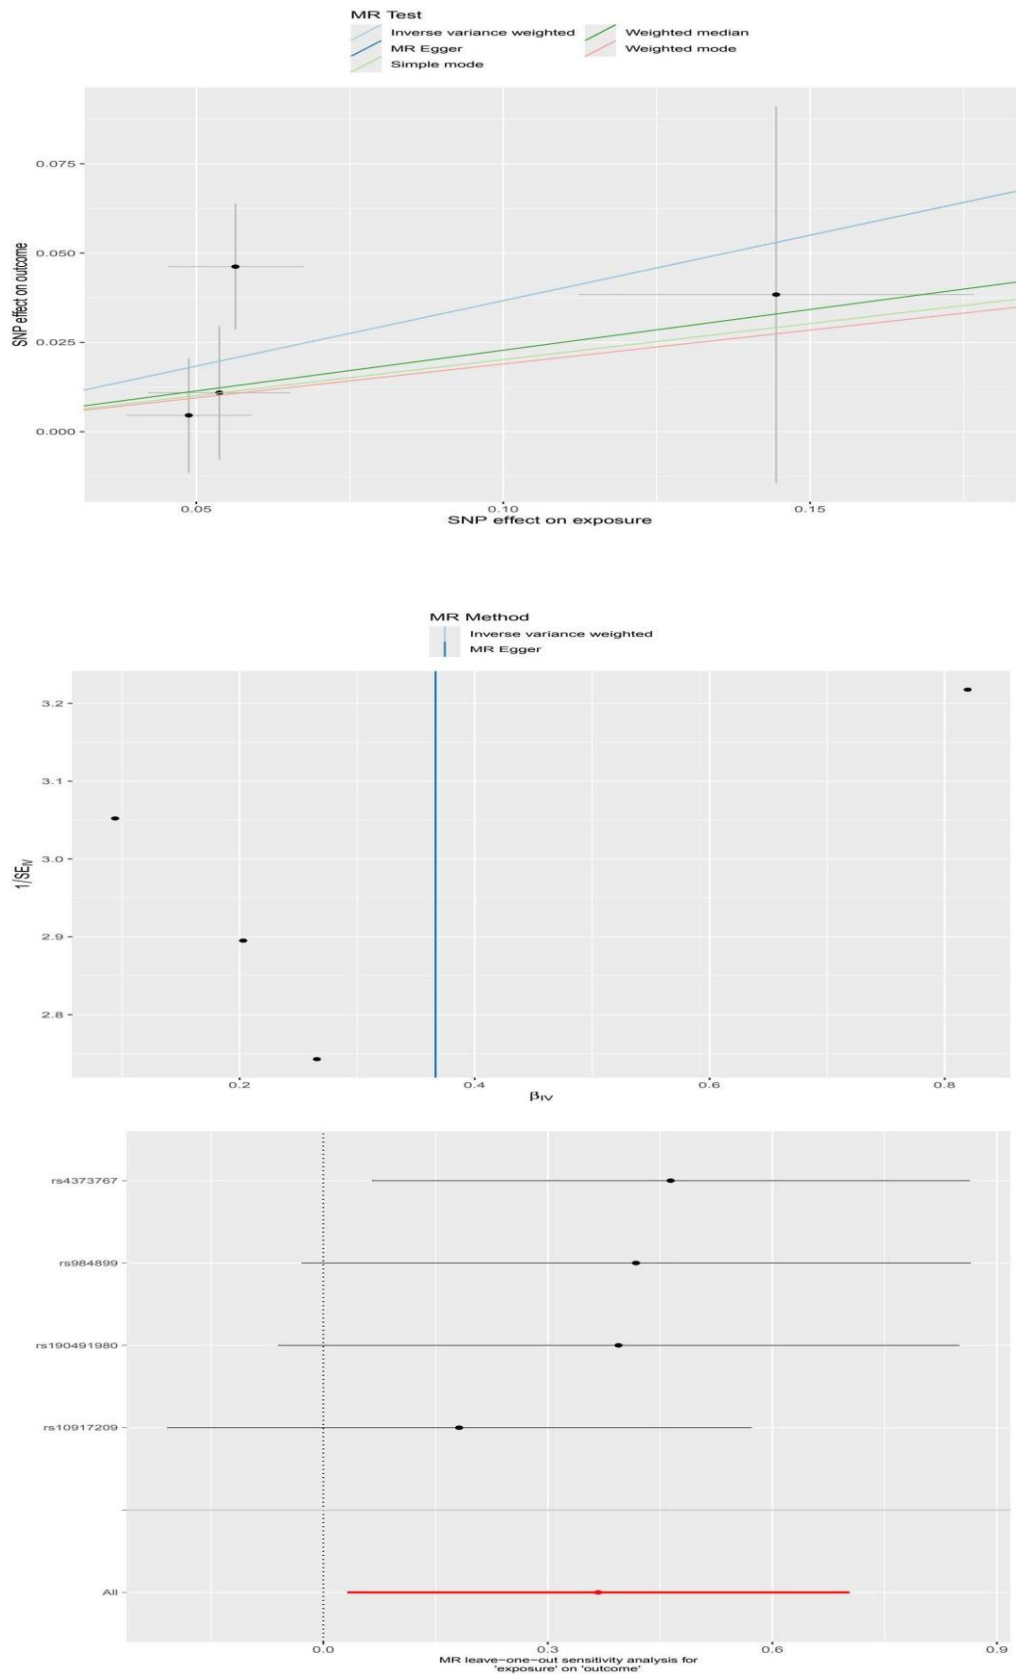 MR Test
Inverse variance weighted
Weighted median
MR Egger
Weighted mode
Simple mode
0.075
0.050
0.025
0.000
SNP effect on outcome
0.05
0.10
0.15
SNP effect on exposure
MR Method
Inverse variance weighted
MR Egger
3.2
3.1
3.0
2.9
2.8
1/SE_IV
0.2
0.4
0.6
0.8
β_IV
rs4373767
rs984899
rs190491980
rs10917209
All
0.0
0.3
0.6
0.9
MR leave−one−out sensitivity analysis for
'exposure' on 'outcome'